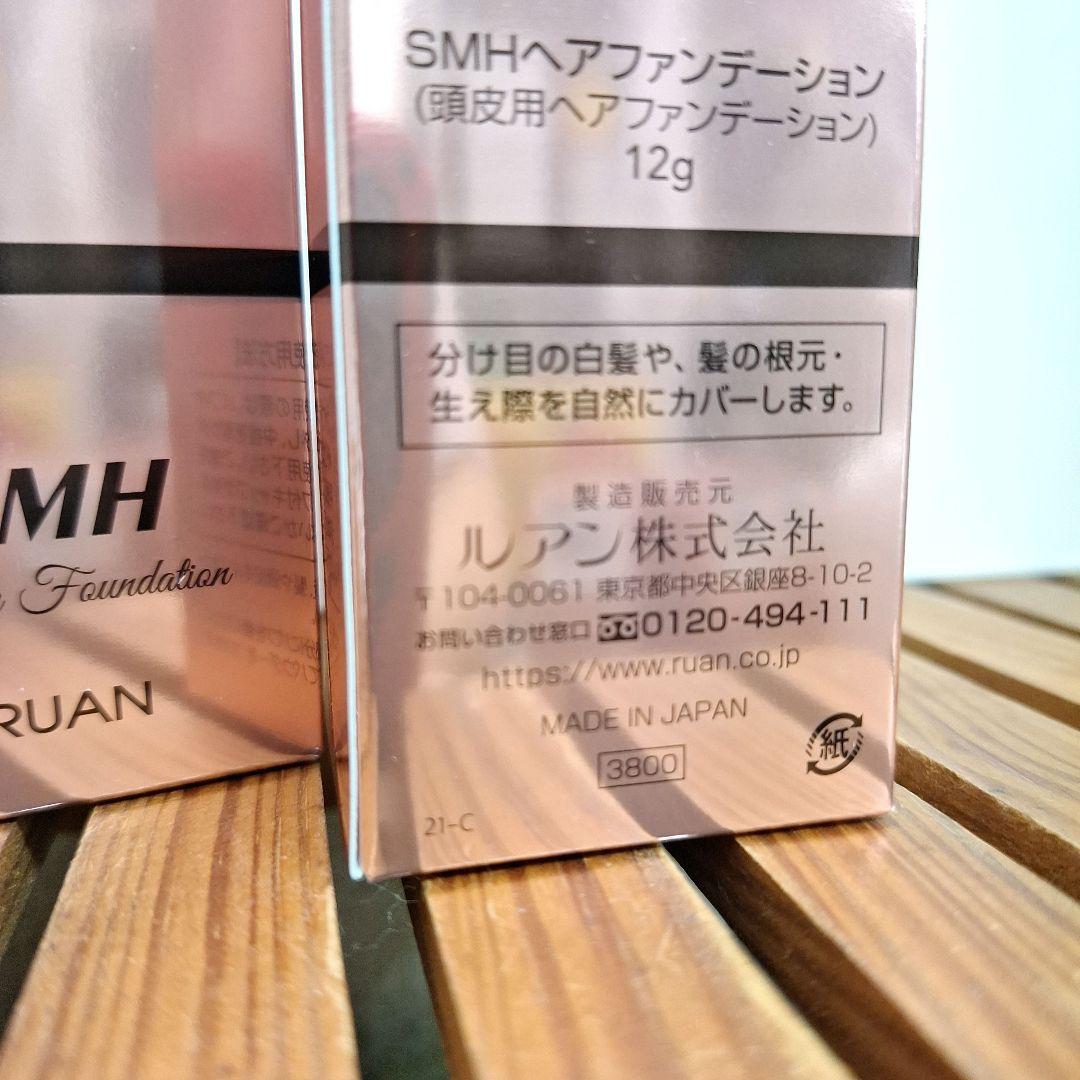 SMHヘアファンデーション
(頭皮用ヘアファンデーション)
12g
分け目の白髪や、髪の根元・
生え際を自然にカバーします。
製造販売元
ルアン株式会社
〒104-0061 東京都中央区銀座8-10-2
お問い合わせ窓口 0120-494-111
https://www.ruan.co.jp
MADE IN JAPAN
紙
3800
21-C
MH
Foundation
RUAN